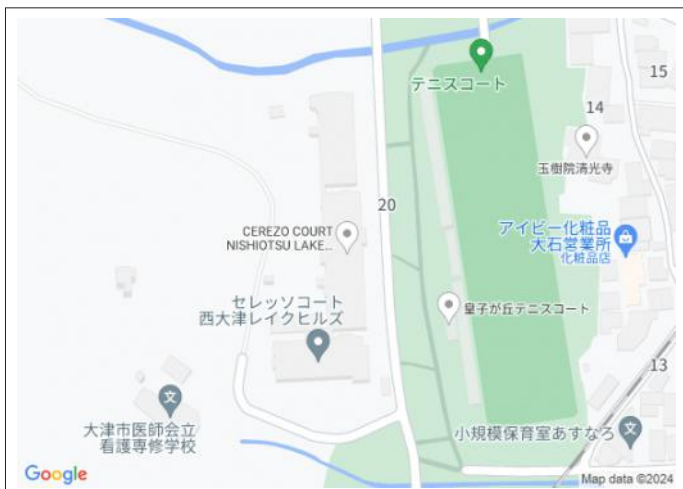 テニスコート
15
14
玉樹院清光寺
20
CEREZO COURT
NISHIOTSU LAKE...
アイビー化粧品
大石営業所
化粧品店
セレッソコート
西大津レイクヒルズ
皇子が丘テニスコート
13
文
大津市医師会立
看護専修学校
小規模保育室あすなろ
文
Google
Map data ©2024